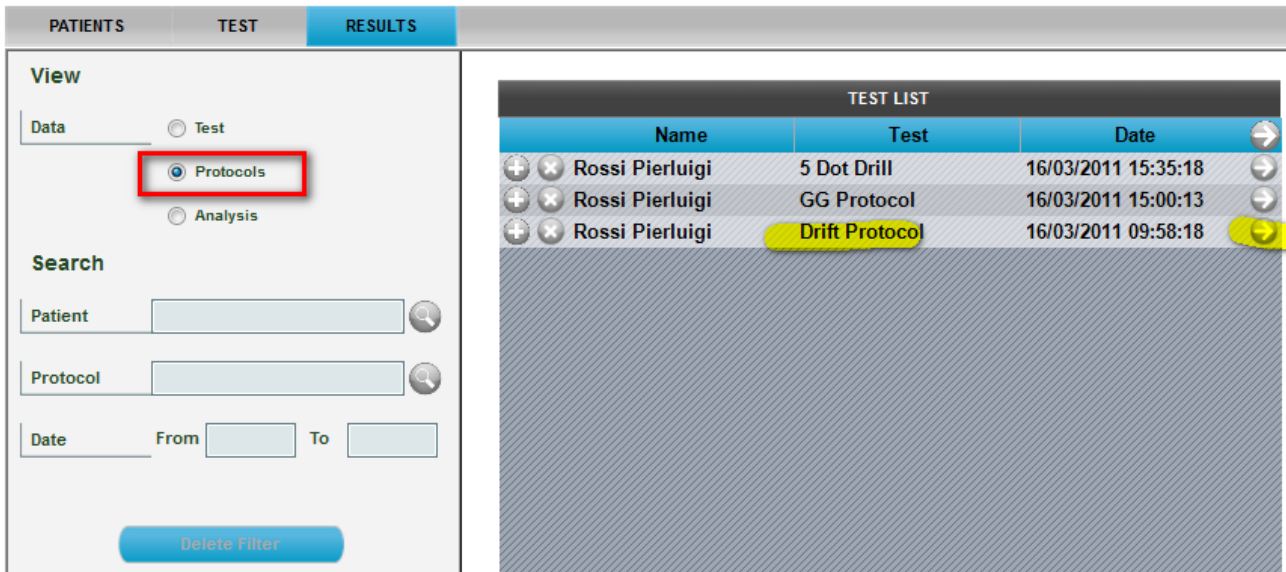 PATIENTS TEST RESULTS
View
Data Test
Protocols
Analysis
Search
Patient
Protocol
Date From To
Delete Filter
TEST LIST
Name Test Date
Rossi Pierluigi 5 Dot Drill 16/03/2011 15:35:18
Rossi Pierluigi GG Protocol 16/03/2011 15:00:13
Rossi Pierluigi Drift Protocol 16/03/2011 09:58:18